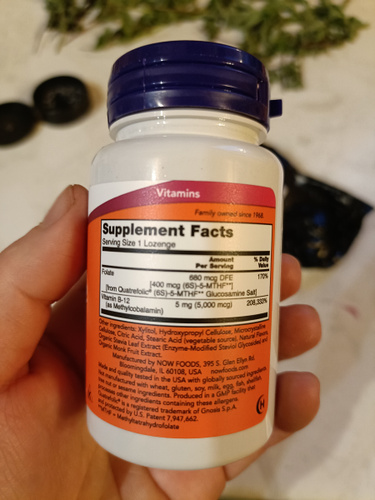 Vitamins
Family owned since 1968.
Supplement Facts
Serving Size 1 Lozenge
Amount Per Serving
% Daily Value
Folate 680 mcg DFE 170%
[400 mcg (6S)-5-MTHF**]
[from Quatrefolic® (6S)-5-MTHF** Glucosamine Salt]
Vitamin B-12 5 mg (5,000 mcg) 208,333%
(as Methylcobalamin)
Other ingredients: Xylitol, Hydroxypropyl Cellulose, Microcrystalline
Cellulose, Citric Acid, Stearic Acid (vegetable source), Natural Flavors,
Organic Stevia Leaf Extract (Enzyme-Modified Steviol Glycosides) and
Organic Monk Fruit Extract.
Manufactured by NOW FOODS, 395 S. Glen Ellyn Rd.
Bloomingdale, IL 60108, USA nowfoods.com
Made and quality tested in the USA with globally sourced ingredients.
Not manufactured with wheat, gluten, soy, milk, egg, fish, shellfish,
nut or sesame ingredients. Produced in a GMP facility that
processes other ingredients containing these allergens.
Quatrefolic® is a registered trademark of Gnosis S.p.A.
and protected by U.S. Patent 7,947,662.
**MTHF = Methyltetrahydrofolate